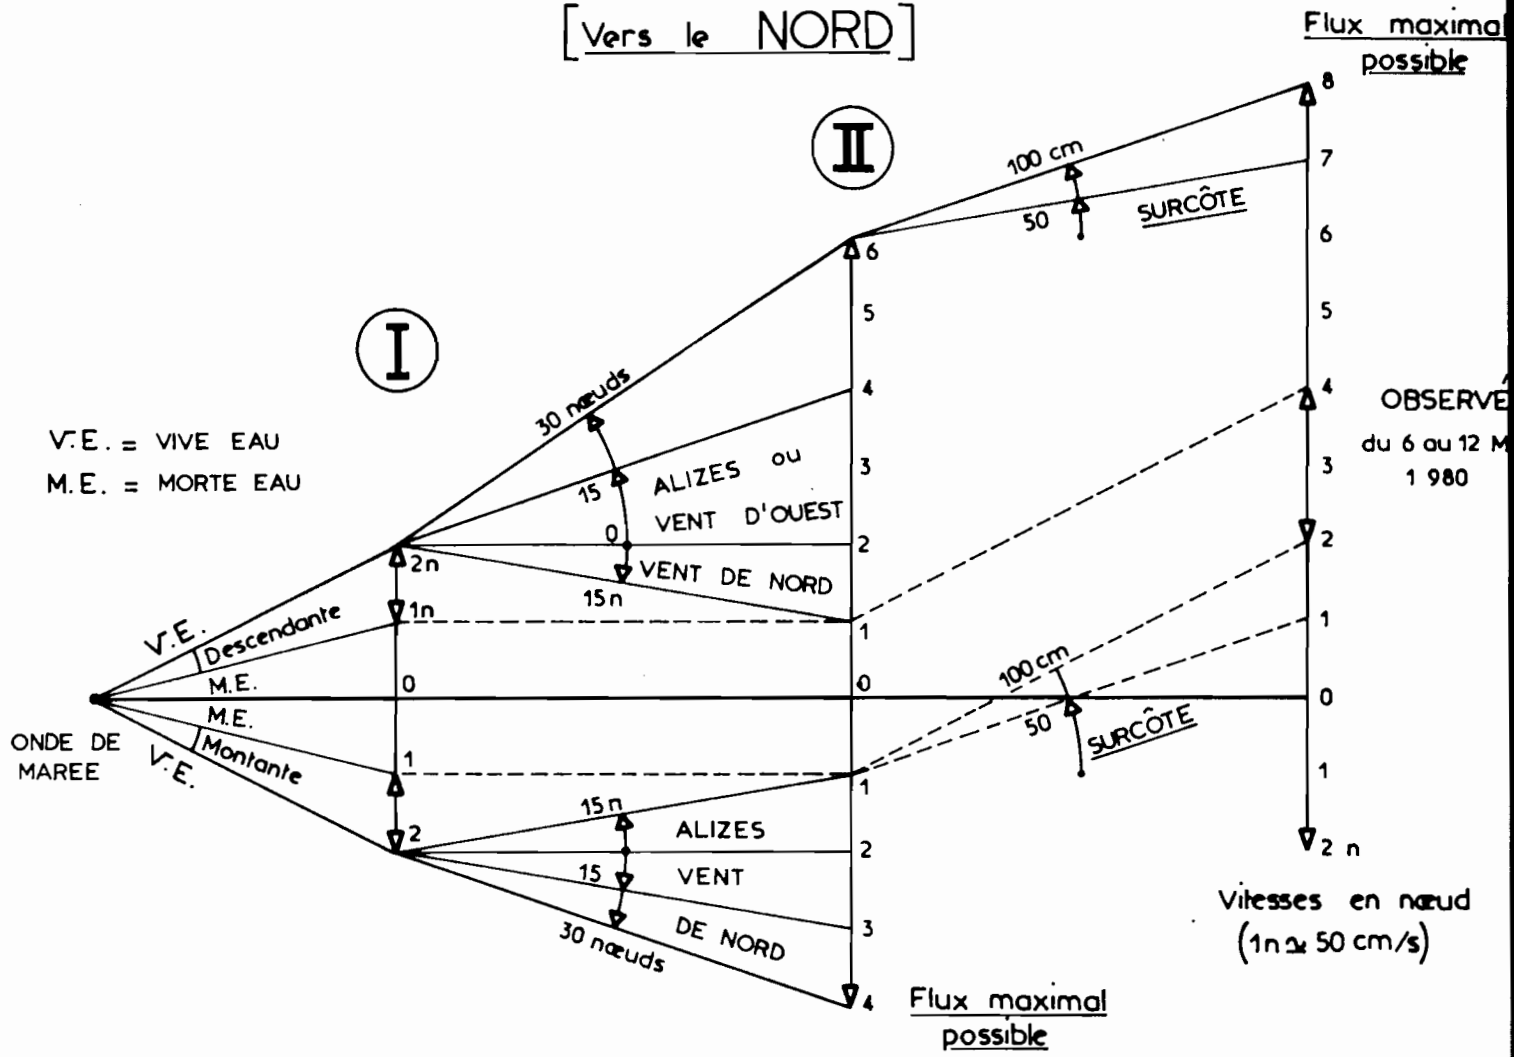 [Vers le NORD]
Flux maximal
possible
8
II
100 cm
7
50
SURCÔTE
6
6
5
5
I
30 nœuds
4
4
OBSERVÉ
V.E. = VIVE EAU
du 6 au 12 M
M.E. = MORTE EAU
1 980
3
3
15
ALIZES ou
VENT D'OUEST
0
2
2
2n
VENT DE NORD
15n
1n
1
1
V.E.
Descendante
M.E.
0
0
0
100 cm
50
SURCÔTE
M.E.
ONDE DE
MAREE
V.E.
Montante
1
1
1
15n
2
ALIZES
2
2 n
15
VENT
3
DE NORD
30 nœuds
4
Vitesses en nœud
(1n ≃ 50 cm/s)
Flux maximal
possible